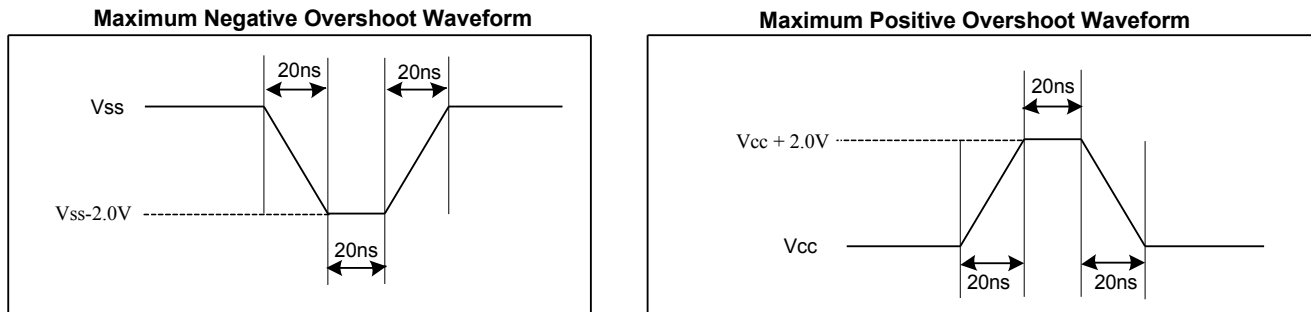 Maximum Negative Overshoot Waveform
20ns
20ns
Vss
Vss-2.0V
20ns
Maximum Positive Overshoot Waveform
20ns
Vcc + 2.0V
Vcc
20ns
20ns